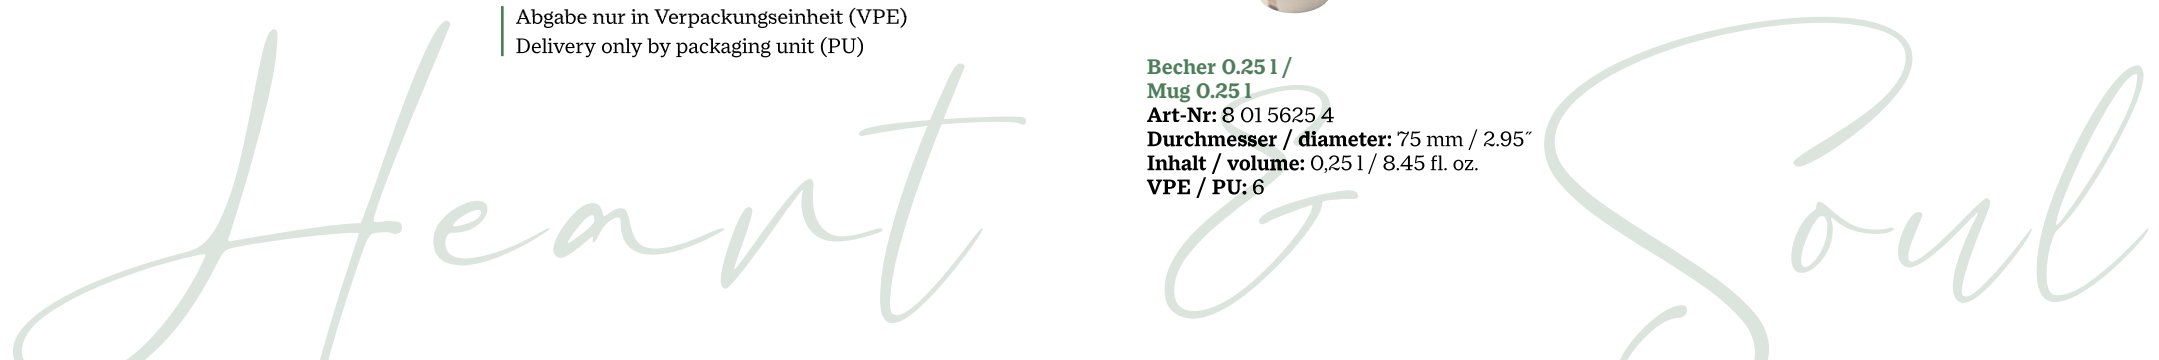 Abgabe nur in Verpackungseinheit (VPE)
Delivery only by packaging unit (PU)
Becher 0.25 l /
Mug 0.25 l
Art-Nr: 8 01 5625 4
Durchmesser / diameter: 75 mm / 2.95″
Inhalt / volume: 0,25 l / 8.45 fl. oz.
VPE / PU: 6
Heart & Soul